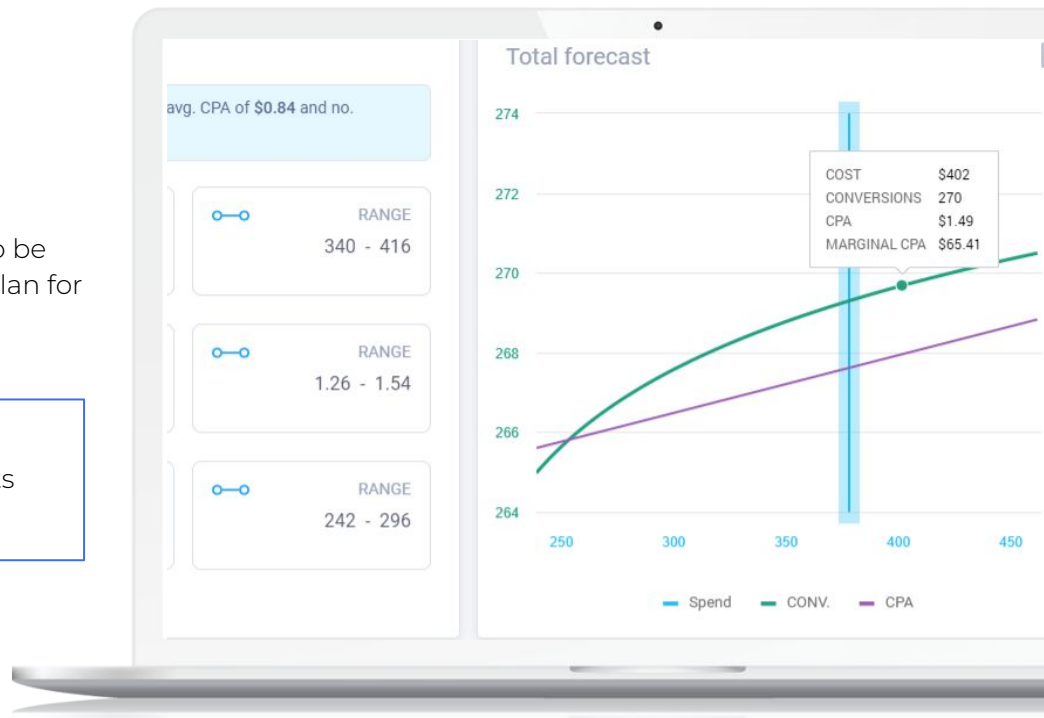 o be
lan for
ts
avg. CPA of $0.84 and no.
RANGE
340 - 416
RANGE
1.26 - 1.54
RANGE
242 - 296
Total forecast
274
272
270
268
266
264
COST $402
CONVERSIONS 270
CPA $1.49
MARGINAL CPA $65.41
250 300 350 400 450
Spend CONV. CPA